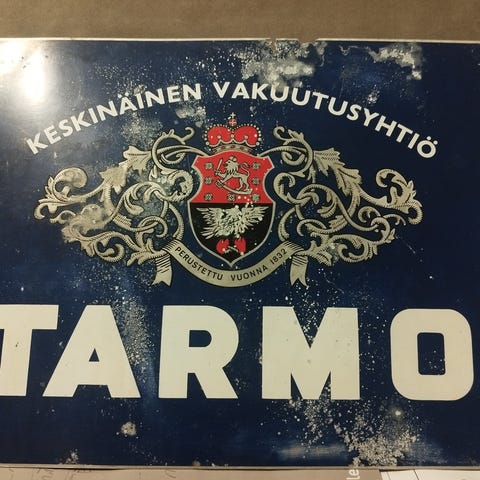 KESKINÄINEN VAKUUTUSYHTIÖ
PERUSTETTU VUONNA 1832
TARMO